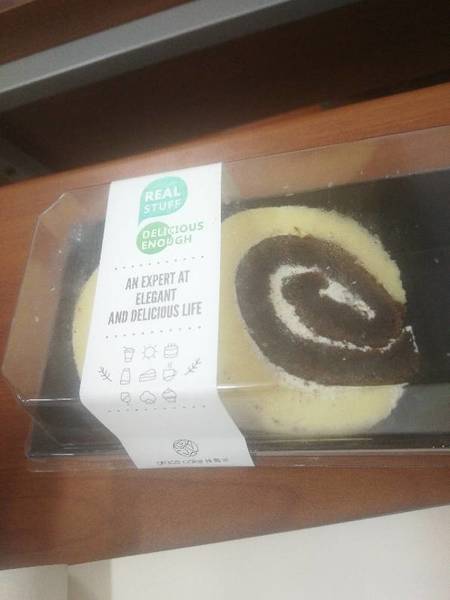 REAL
STUFF
DELICIOUS
ENOUGH
AN EXPERT AT
ELEGANT
AND DELICIOUS LIFE